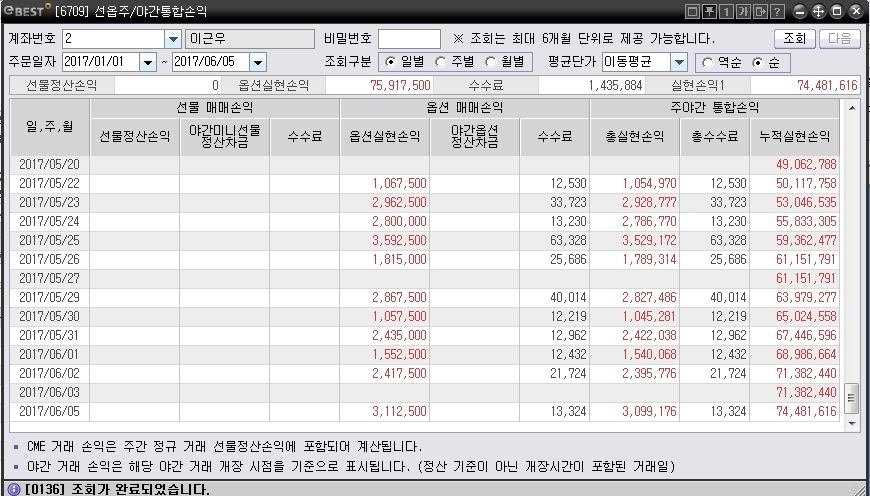 eBEST [6709] 선옵주/야간통합손익
계좌번호 2 이근우 비밀번호 ※ 조회는 최대 6개월 단위로 제공 가능합니다. 조회 다음
주문일자 2017/01/01 ~ 2017/06/05 조회구분 일별 주별 월별 평균단가 이동평균 역순 순
선물정산손익 0 옵션실현손익 75,917,500 수수료 1,435,884 실현손익1 74,481,616
일,주,월 선물 매매손익 옵션 매매손익 주야간 통합손익
선물정산손익 야간미니선물 정산차금 수수료 옵션실현손익 야간옵션 정산차금 수수료 총실현손익 총수수료 누적실현손익
2017/05/20 49,062,788
2017/05/22 1,067,500 12,530 1,054,970 12,530 50,117,758
2017/05/23 2,962,500 33,723 2,928,777 33,723 53,046,535
2017/05/24 2,800,000 13,230 2,786,770 13,230 55,833,305
2017/05/25 3,592,500 63,328 3,529,172 63,328 59,362,477
2017/05/26 1,815,000 25,686 1,789,314 25,686 61,151,791
2017/05/27 61,151,791
2017/05/29 2,867,500 40,014 2,827,486 40,014 63,979,277
2017/05/30 1,057,500 12,219 1,045,281 12,219 65,024,558
2017/05/31 2,435,000 12,962 2,422,038 12,962 67,446,596
2017/06/01 1,552,500 12,432 1,540,068 12,432 68,986,664
2017/06/02 2,417,500 21,724 2,395,776 21,724 71,382,440
2017/06/03 71,382,440
2017/06/05 3,112,500 13,324 3,099,176 13,324 74,481,616
▪ CME 거래 손익은 주간 정규 거래 선물정산손익에 포함되어 계산됩니다.
▪ 야간 거래 손익은 해당 야간 거래 개장 시점을 기준으로 표시됩니다. (정산 기준이 아닌 개장시간이 포함된 거래일)
[0136] 조회가 완료되었습니다.